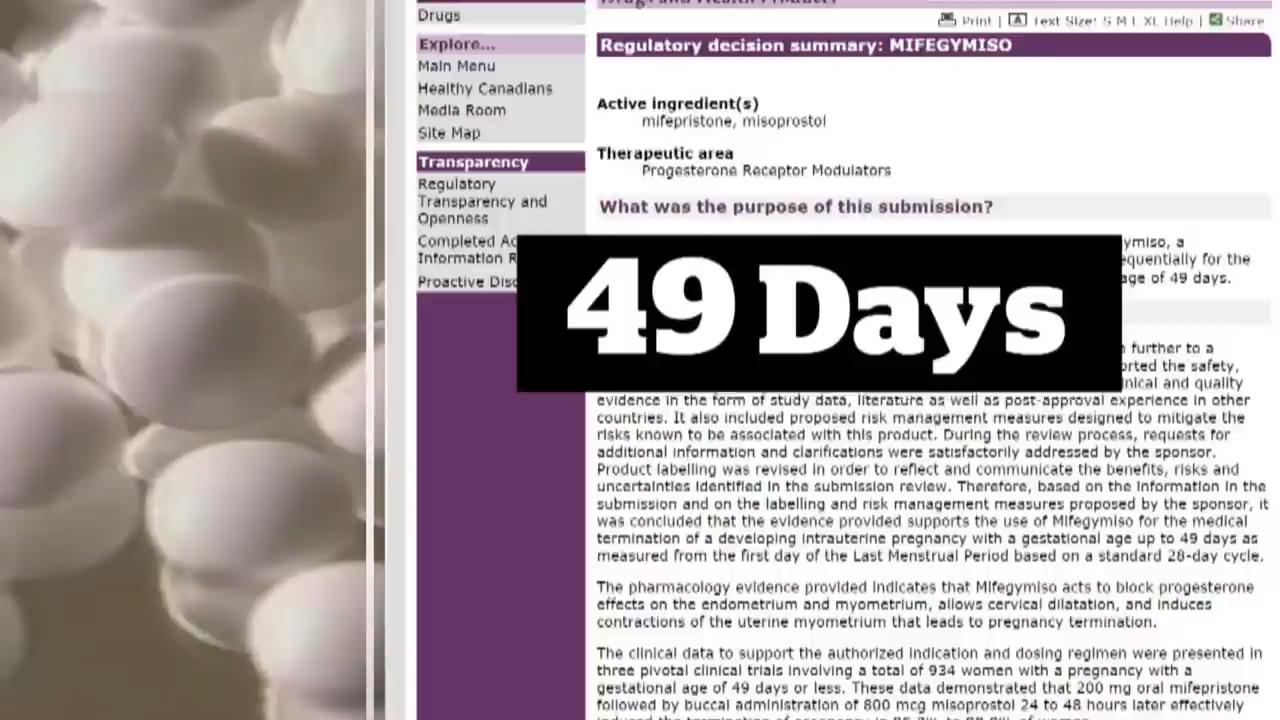 Drugs
Explore...
Main Menu
Healthy Canadians
Media Room
Site Map
Transparency
Regulatory
Transparency and
Openness
Completed
Information
Proactive
Drugs and Health Products
Print | A Text Size: S M L XL Help | Share
Regulatory decision summary: MIFEGYMISO
Active ingredient(s)
mifepristone, misoprostol
Therapeutic area
Progesterone Receptor Modulators
What was the purpose of this submission?
ymiso, a
equentially for the
age of 49 days.
49 Days
further to a
orted the safety,
inical and quality
evidence in the form of study data, literature as well as post-approval experience in other
countries. It also included proposed risk management measures designed to mitigate the
risks known to be associated with this product. During the review process, requests for
additional information and clarifications were satisfactorily addressed by the sponsor.
Product labelling was revised in order to reflect and communicate the benefits, risks and
uncertainties identified in the submission review. Therefore, based on the information in the
submission and on the labelling and risk management measures proposed by the sponsor, it
was concluded that the evidence provided supports the use of Mifegymiso for the medical
termination of a developing intrauterine pregnancy with a gestational age up to 49 days as
measured from the first day of the Last Menstrual Period based on a standard 28-day cycle.
The pharmacology evidence provided indicates that Mifegymiso acts to block progesterone
effects on the endometrium and myometrium, allows cervical dilatation, and induces
contractions of the uterine myometrium that leads to pregnancy termination.
The clinical data to support the authorized indication and dosing regimen were presented in
three pivotal clinical trials involving a total of 934 women with a pregnancy with a
gestational age of 49 days or less. These data demonstrated that 200 mg oral mifepristone
followed by buccal administration of 800 mcg misoprostol 24 to 48 hours later effectively